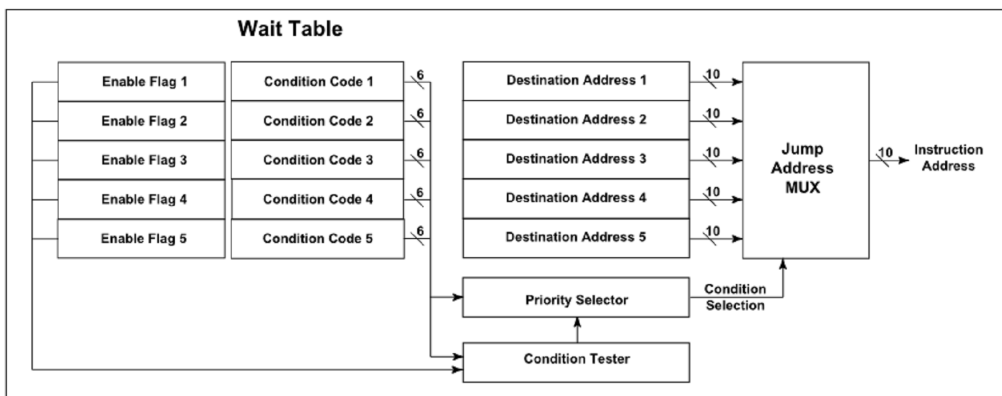 Wait Table
Enable Flag 1 Condition Code 1 6 Destination Address 1 10
Enable Flag 2 Condition Code 2 6 Destination Address 2 10
Enable Flag 3 Condition Code 3 6 Destination Address 3 10
Enable Flag 4 Condition Code 4 6 Destination Address 4 10
Enable Flag 5 Condition Code 5 6 Destination Address 5 10
Jump
Address
MUX
10 Instruction
Address
Priority Selector
Condition
Selection
Condition Tester